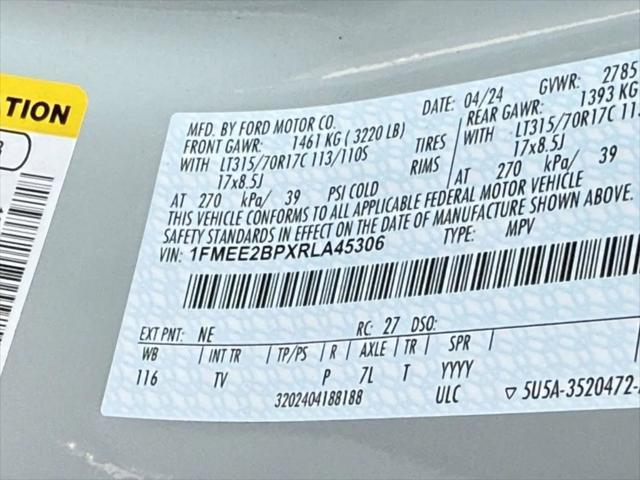 TION
MFD. BY FORD MOTOR CO. DATE: 04/24 GVWR: 2785
FRONT GAWR: 1461 KG ( 3220 LB) REAR GAWR: 1393 KG
WITH LT315/70R17C 113/110S TIRES WITH LT315/70R17C 113
17x8.5J RIMS 17x8.5J
AT 270 kPa/ 39 PSI COLD AT 270 kPa/ 39
THIS VEHICLE CONFORMS TO ALL APPLICABLE FEDERAL MOTOR VEHICLE
SAFETY STANDARDS IN EFFECT ON THE DATE OF MANUFACTURE SHOWN ABOVE.
VIN: 1FMEE2BPXRLA45306 TYPE: MPV
EXT PNT: NE RC: 27 DSO:
WB INT TR TP/PS R AXLE TR SPR
116 TV P 7L T YYYY
3202404188188 ULC ▽ 5U5A-3520472-